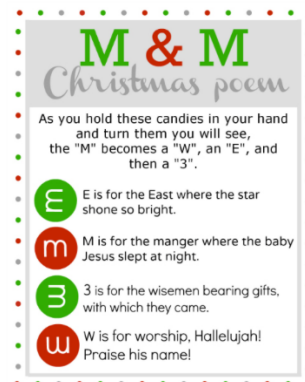 M & M
Christmas poem
As you hold these candies in your hand
and turn them you will see,
the "M" becomes a "W", an "E", and
then a "3".
E E is for the East where the star
shone so bright.
m M is for the manger where the baby
Jesus slept at night.
3 3 is for the wisemen bearing gifts,
with which they came.
w W is for worship, Hallelujah!
Praise his name!